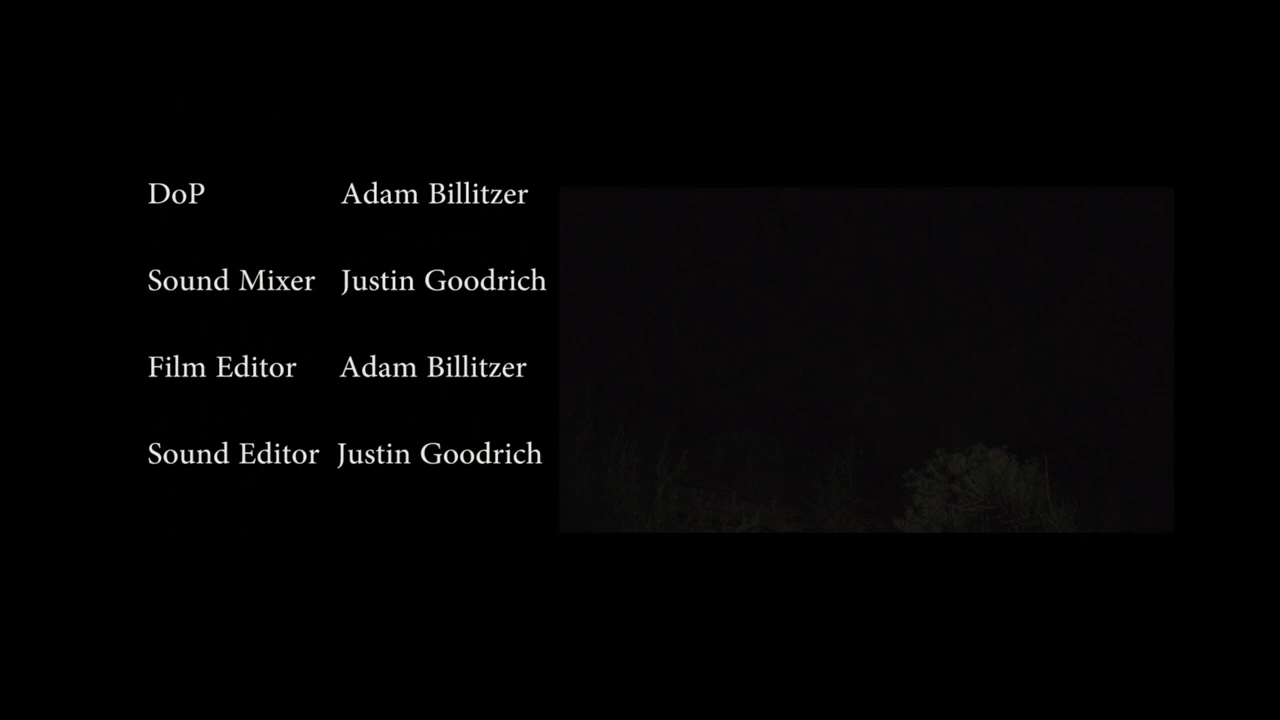 DoP Adam Billitzer
Sound Mixer Justin Goodrich
Film Editor Adam Billitzer
Sound Editor Justin Goodrich